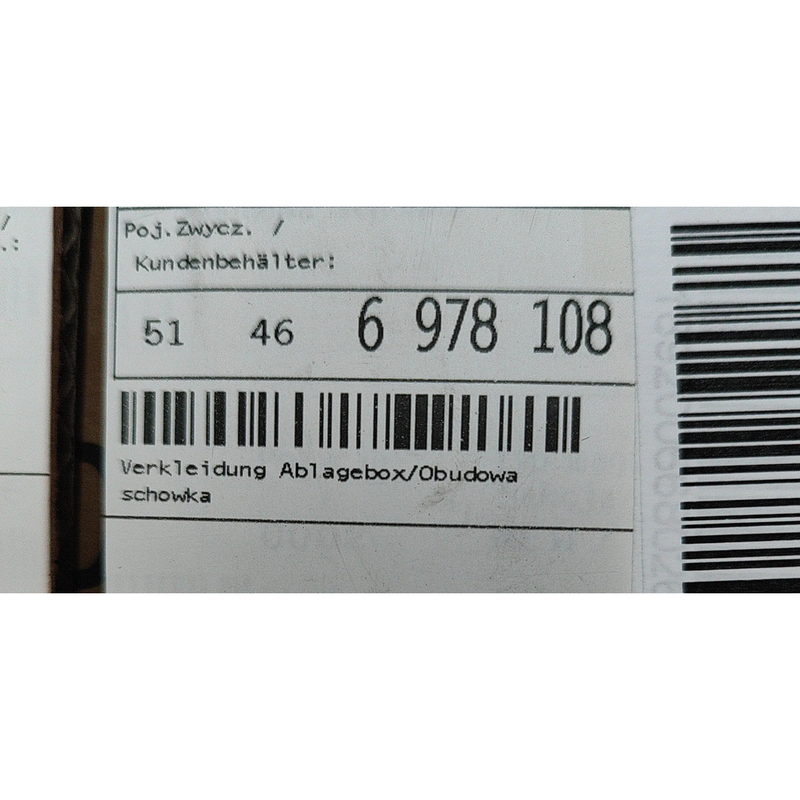 /
.:
Poj.Zwycz. /
Kundenbehälter:
51 46 6 978 108
Verkleidung Ablagebox/Obudowa
schowka